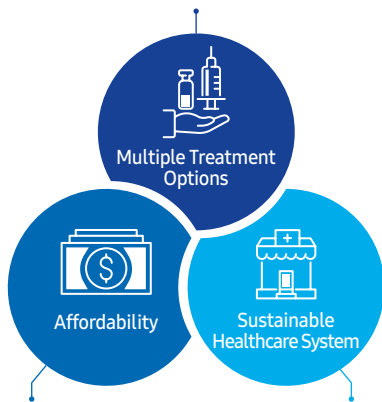 Multiple Treatment
Options
$
Affordability
Sustainable
Healthcare System